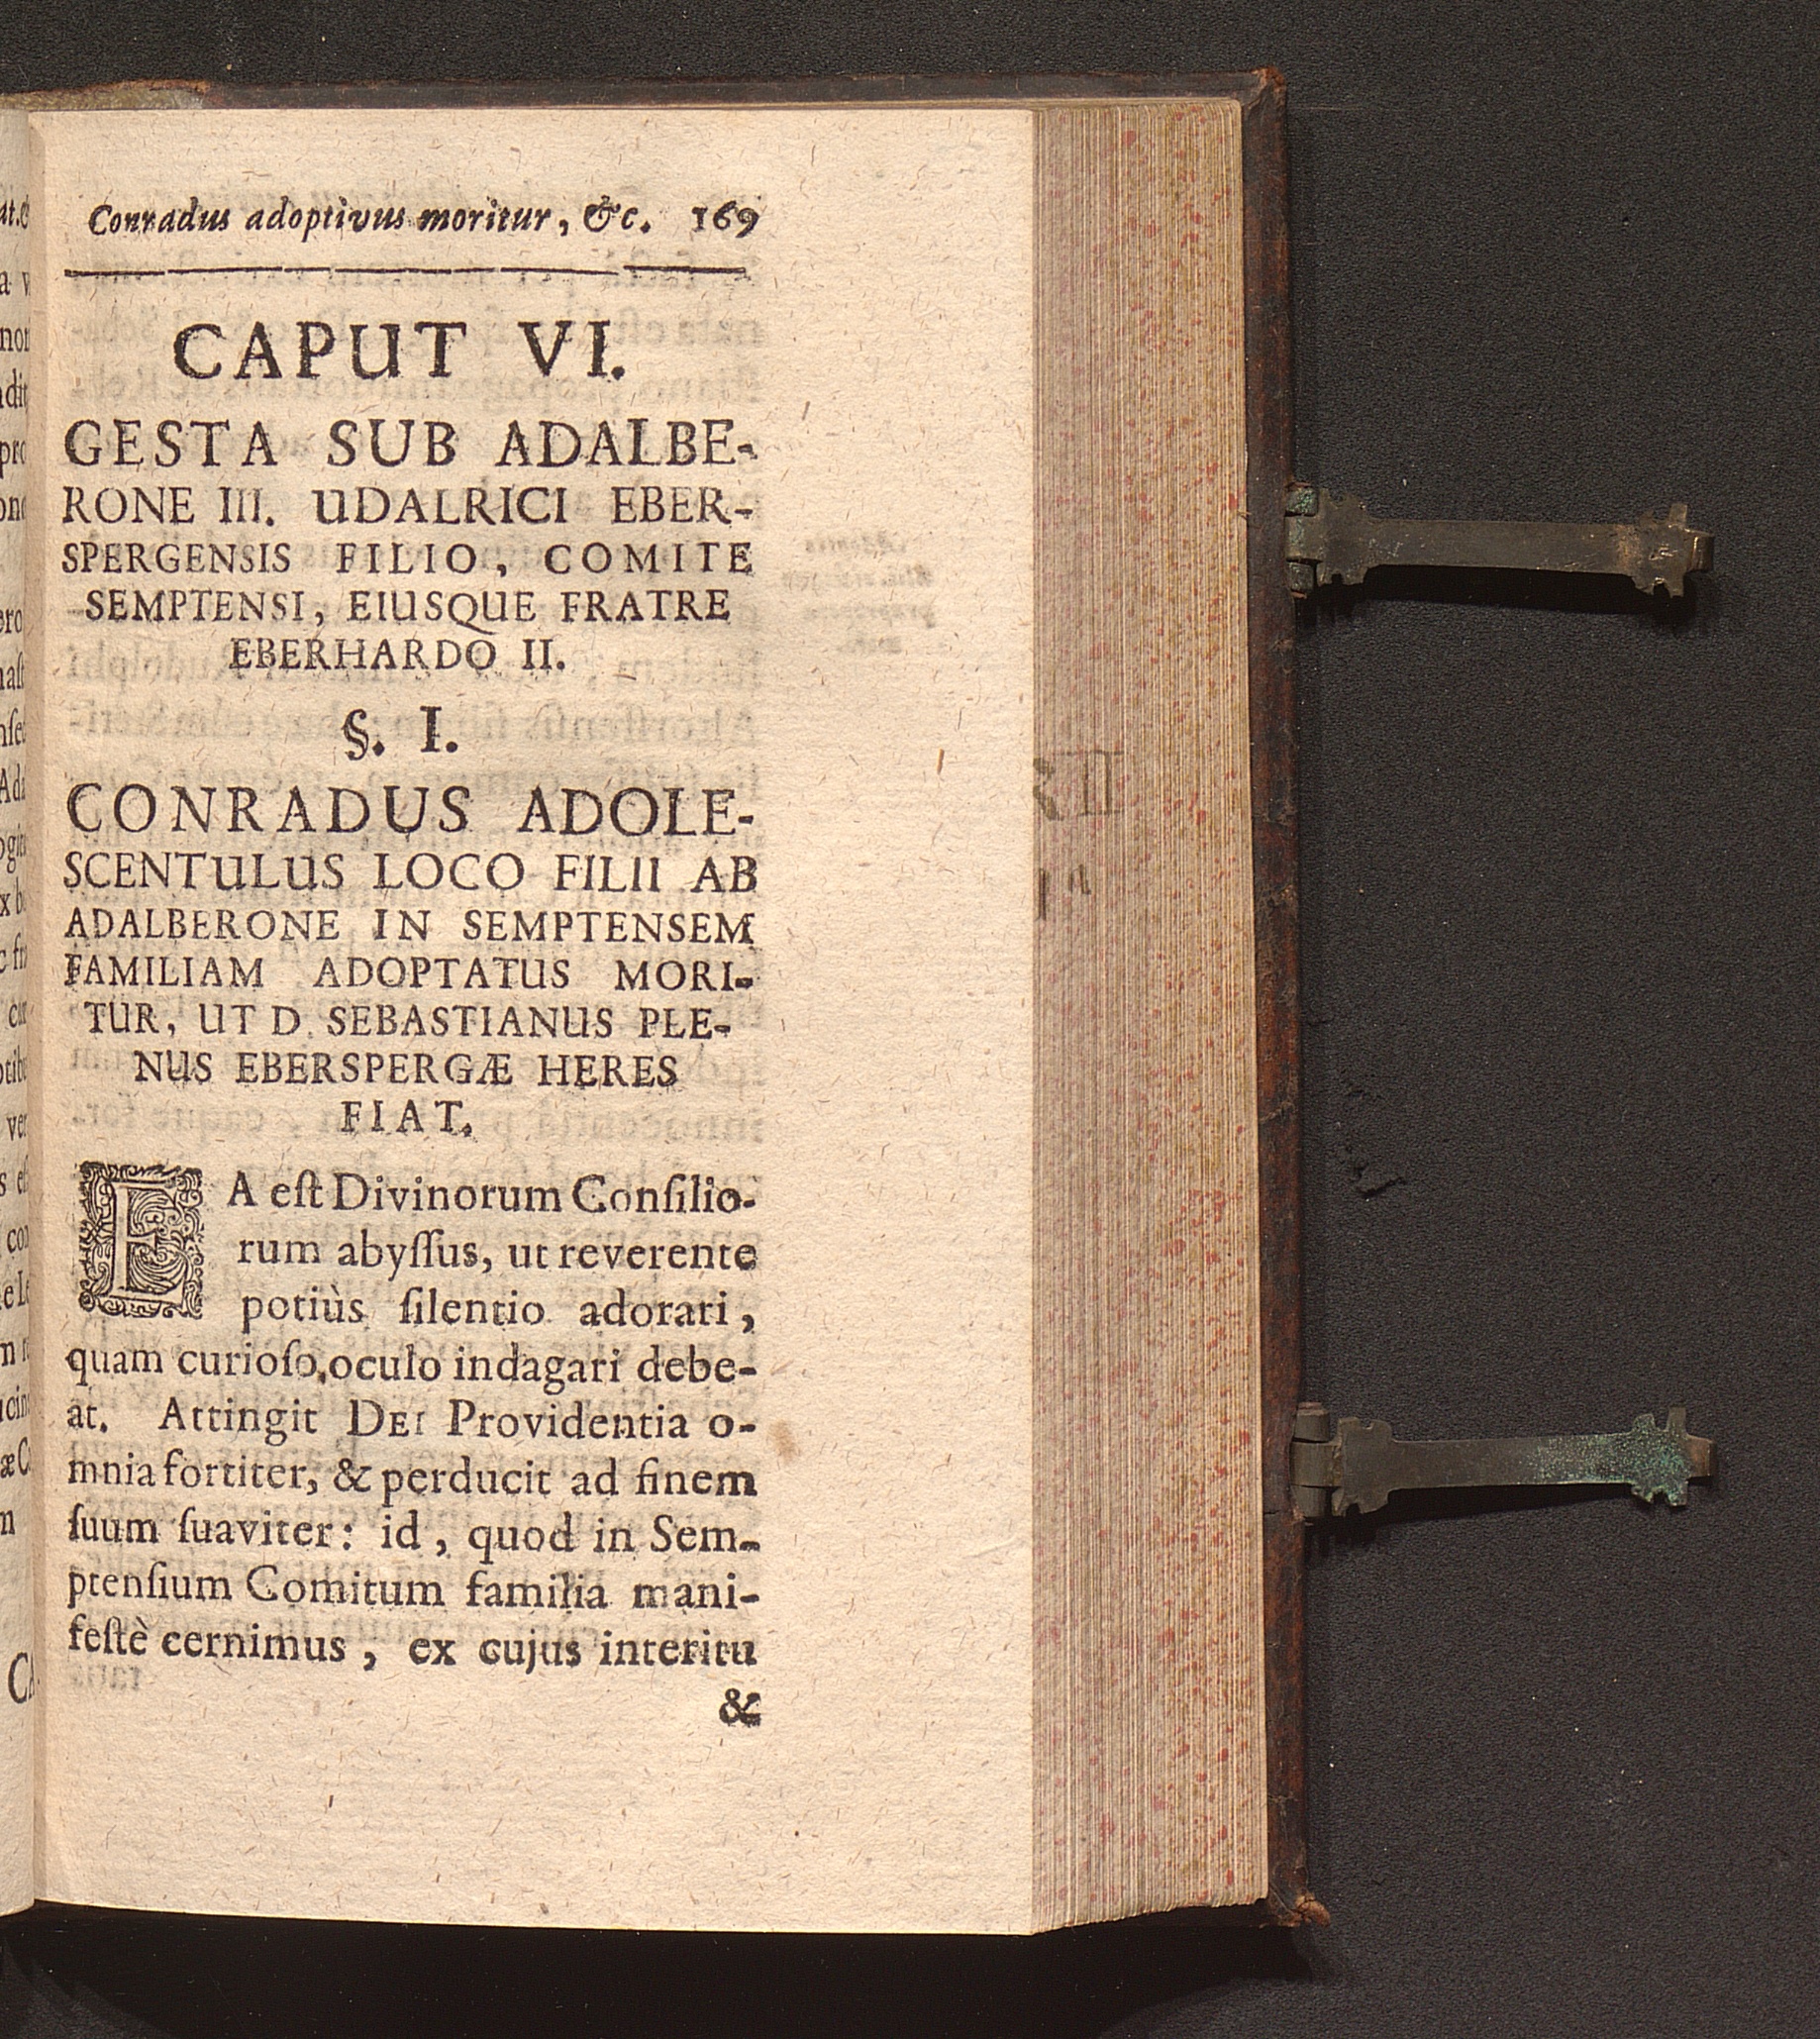 Conradus adoptivus moritur, &c. 169
CAPUT VI.
GESTA SUB ADALBE-
RONE III. UDALRICI EBER-
SPERGENSIS FILIO, COMITE
SEMPTENSI, EIUSQUE FRATRE
EBERHARDO II.
§. I.
CONRADUS ADOLE-
SCENTULUS LOCO FILII AB
ADALBERONE IN SEMPTENSEM
FAMILIAM ADOPTATUS MORI-
TUR, UT D. SEBASTIANUS PLE-
NUS EBERSPERGÆ HERES
FIAT.
EA eſt Divinorum Conſilio-
rum abyſſus, ut reverente
potiùs ſilentio adorari,
quam curioſo oculo indagari debe-
at. Attingit DEI Providentia o-
mnia fortiter, & perducit ad finem
ſuum ſuaviter: id, quod in Sem-
ptenſium Comitum familia mani-
feſtè cernimus, ex cujus interitu
&